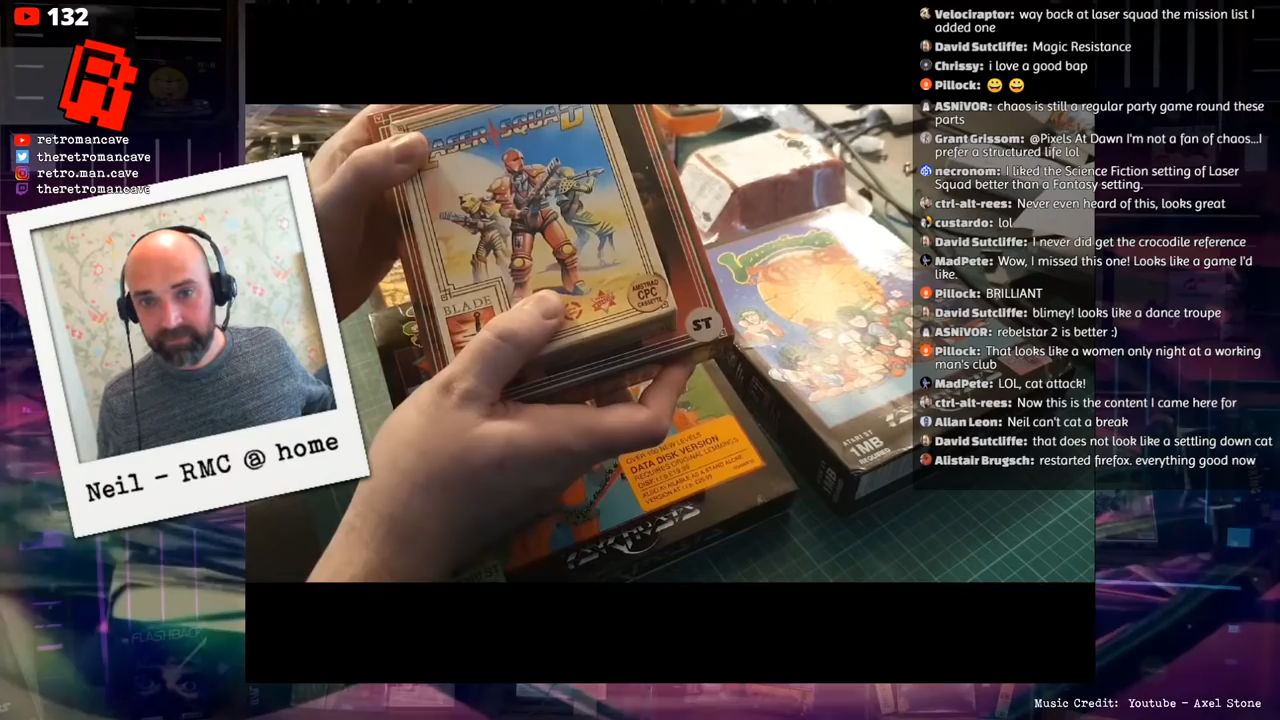 132
retromancave
theretromancave
retro.man.cave
theretromancave
Neil - RMC @ home
LASER SQUAD
BLADE
AMSTRAD
CPC
CASSETTE
ST
OVER 100 NEW LEVELS
DATA DISK VERSION
REQUIRES ORIGINAL LEMMINGS
ATARI ST
1MB
REQUIRED
FLASHBACK
Velociraptor: way back at laser squad the mission list I
added one
David Sutcliffe: Magic Resistance
Chrissy: i love a good bap
Pillock: 😀 😀
ASNiVOR: chaos is still a regular party game round these
parts
Grant Grissom: @Pixels At Dawn I'm not a fan of chaos...I
prefer a structured life lol
necronom: I liked the Science Fiction setting of Laser
Squad better than a Fantasy setting.
ctrl-alt-rees: Never even heard of this, looks great
custardo: lol
David Sutcliffe: I never did get the crocodile reference
MadPete: Wow, I missed this one! Looks like a game I'd
like.
Pillock: BRILLIANT
David Sutcliffe: blimey! looks like a dance troupe
ASNiVOR: rebelstar 2 is better :)
Pillock: That looks like a women only night at a working
man's club
MadPete: LOL, cat attack!
ctrl-alt-rees: Now this is the content I came here for
Allan Leon: Neil can't cat a break
David Sutcliffe: that does not look like a settling down cat
Alistair Brugsch: restarted firefox. everything good now
Music Credit: Youtube - Axel Stone